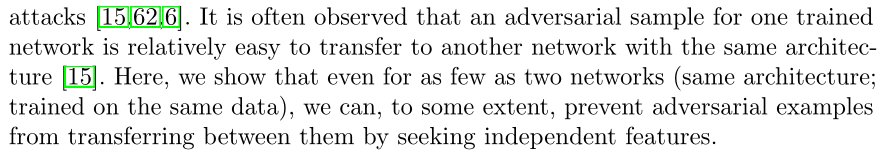 attacks [15,62,6]. It is often observed that an adversarial sample for one trained
network is relatively easy to transfer to another network with the same architec-
ture [15]. Here, we show that even for as few as two networks (same architecture;
trained on the same data), we can, to some extent, prevent adversarial examples
from transferring between them by seeking independent features.